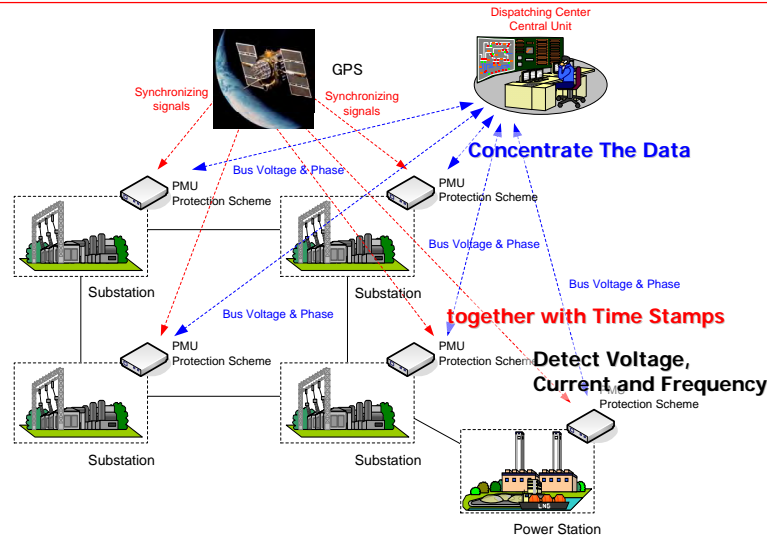 Dispatching Center
Central Unit
GPS
Synchronizing
signals
Synchronizing
signals
Concentrate The Data
Bus Voltage & Phase
PMU
Protection Scheme
PMU
Protection Scheme
Bus Voltage & Phase
Bus Voltage & Phase
Substation
Substation
Bus Voltage & Phase
together with Time Stamps
PMU
Protection Scheme
PMU
Protection Scheme
Detect Voltage,
Current and Frequency
PMU
Protection Scheme
Substation
Substation
LNG
Power Station